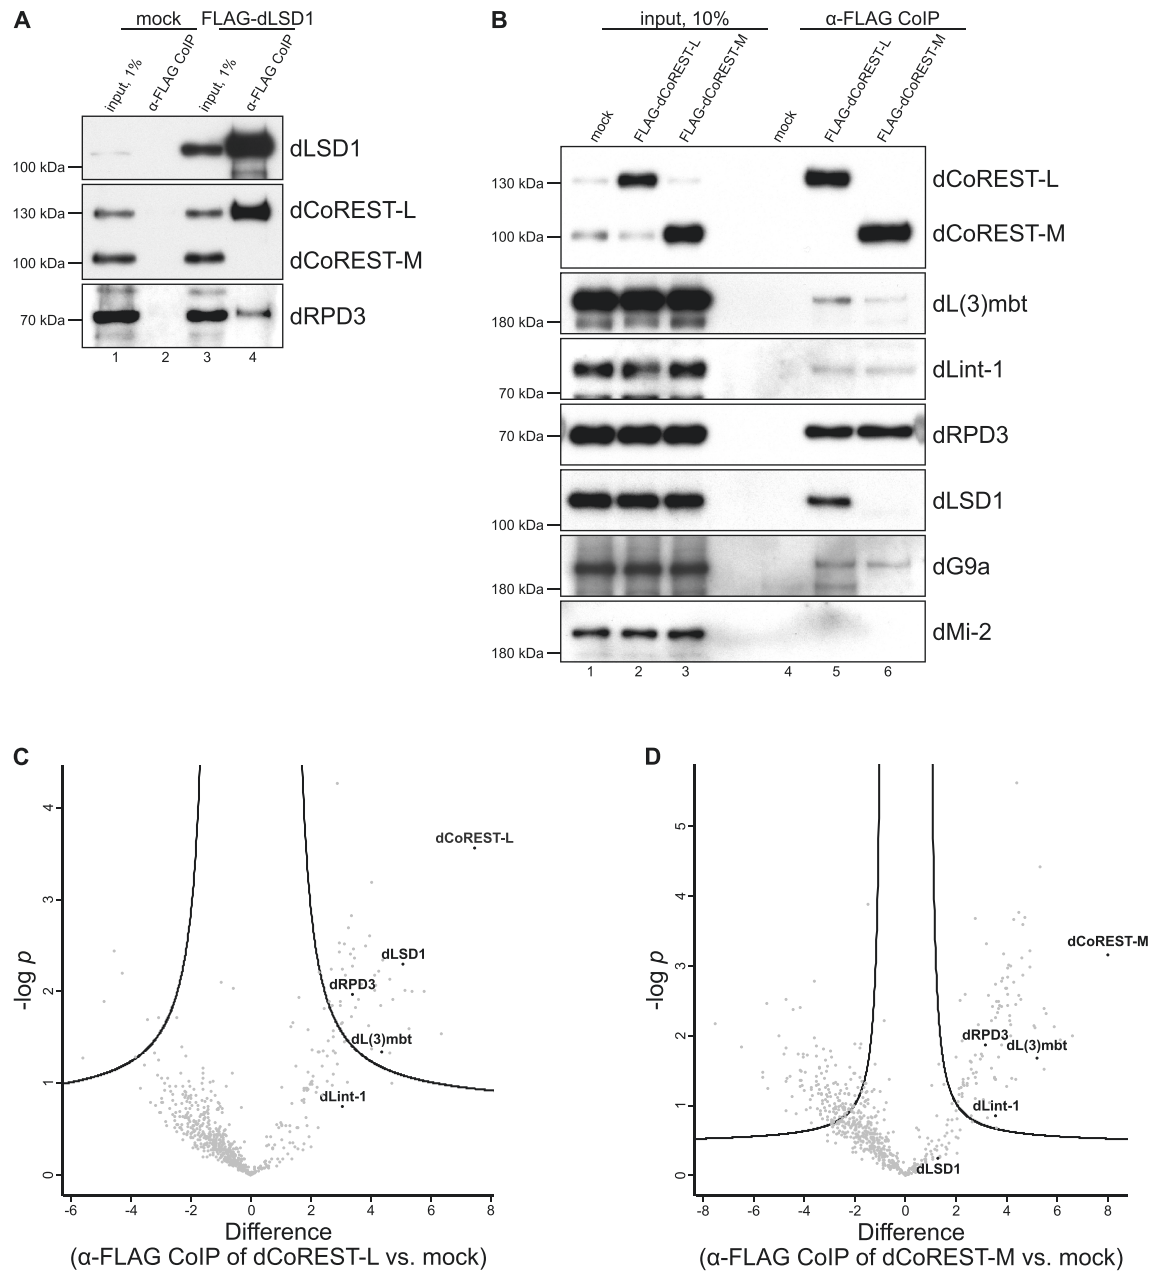 A
mock
FLAG-dLSD1
input, 1%
α-FLAG CoIP
input, 1%
α-FLAG CoIP
100 kDa
dLSD1
130 kDa
dCoREST-L
100 kDa
dCoREST-M
70 kDa
dRPD3
1 2 3 4
B
input, 10%
α-FLAG CoIP
mock
FLAG-dCoREST-L
FLAG-dCoREST-M
mock
FLAG-dCoREST-L
FLAG-dCoREST-M
130 kDa
dCoREST-L
100 kDa
dCoREST-M
180 kDa
dL(3)mbt
70 kDa
dLint-1
70 kDa
dRPD3
100 kDa
dLSD1
180 kDa
dG9a
180 kDa
dMi-2
1 2 3 4 5 6
C
-log p
4
3
2
1
0
dCoREST-L
dLSD1
dRPD3
dL(3)mbt
dLint-1
-6 -4 -2 0 2 4 6 8
Difference
(α-FLAG CoIP of dCoREST-L vs. mock)
D
-log p
5
4
3
2
1
0
dCoREST-M
dRPD3
dL(3)mbt
dLint-1
dLSD1
-8 -6 -4 -2 0 2 4 6 8
Difference
(α-FLAG CoIP of dCoREST-M vs. mock)